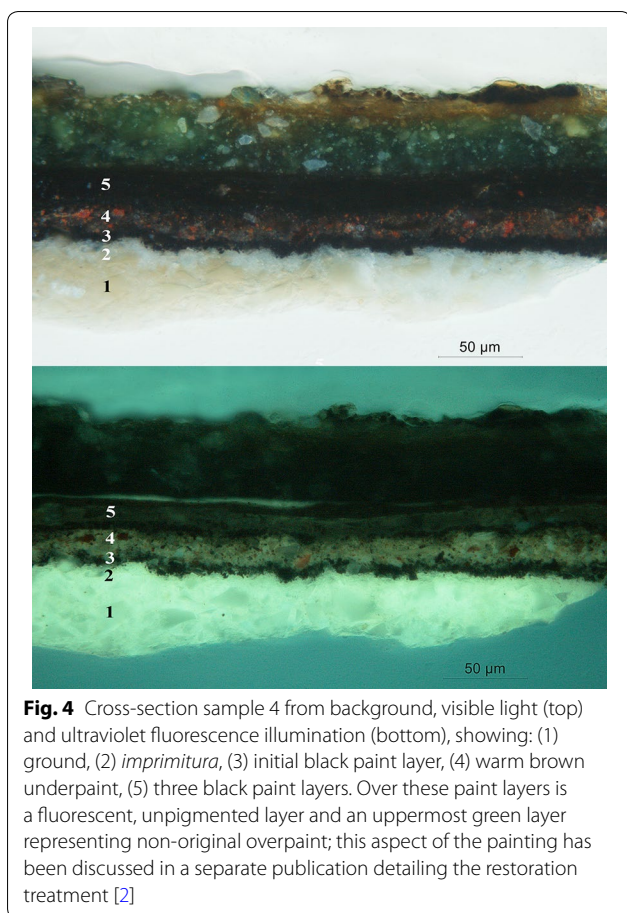 5
4
3
2
1
50 µm
5
4
3
2
1
50 µm
Fig. 4 Cross-section sample 4 from background, visible light (top)
and ultraviolet fluorescence illumination (bottom), showing: (1)
ground, (2) imprimitura, (3) initial black paint layer, (4) warm brown
underpaint, (5) three black paint layers. Over these paint layers is
a fluorescent, unpigmented layer and an uppermost green layer
representing non-original overpaint; this aspect of the painting has
been discussed in a separate publication detailing the restoration
treatment [2]